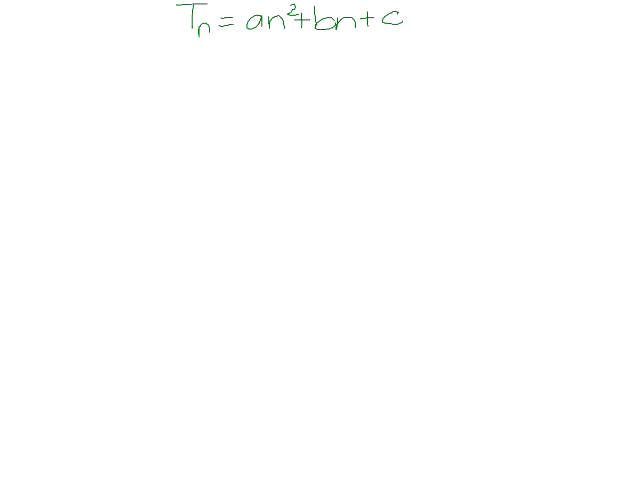 Tₙ = an²+bn+c